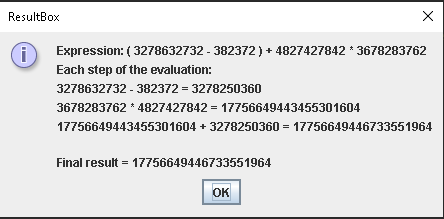 ResultBox
Expression: ( 3278632732 - 382372 ) + 4827427842 * 3678283762
Each step of the evaluation:
3278632732 - 382372 = 3278250360
3678283762 * 4827427842 = 17756649443455301604
17756649443455301604 + 3278250360 = 17756649446733551964
Final result = 17756649446733551964
OK